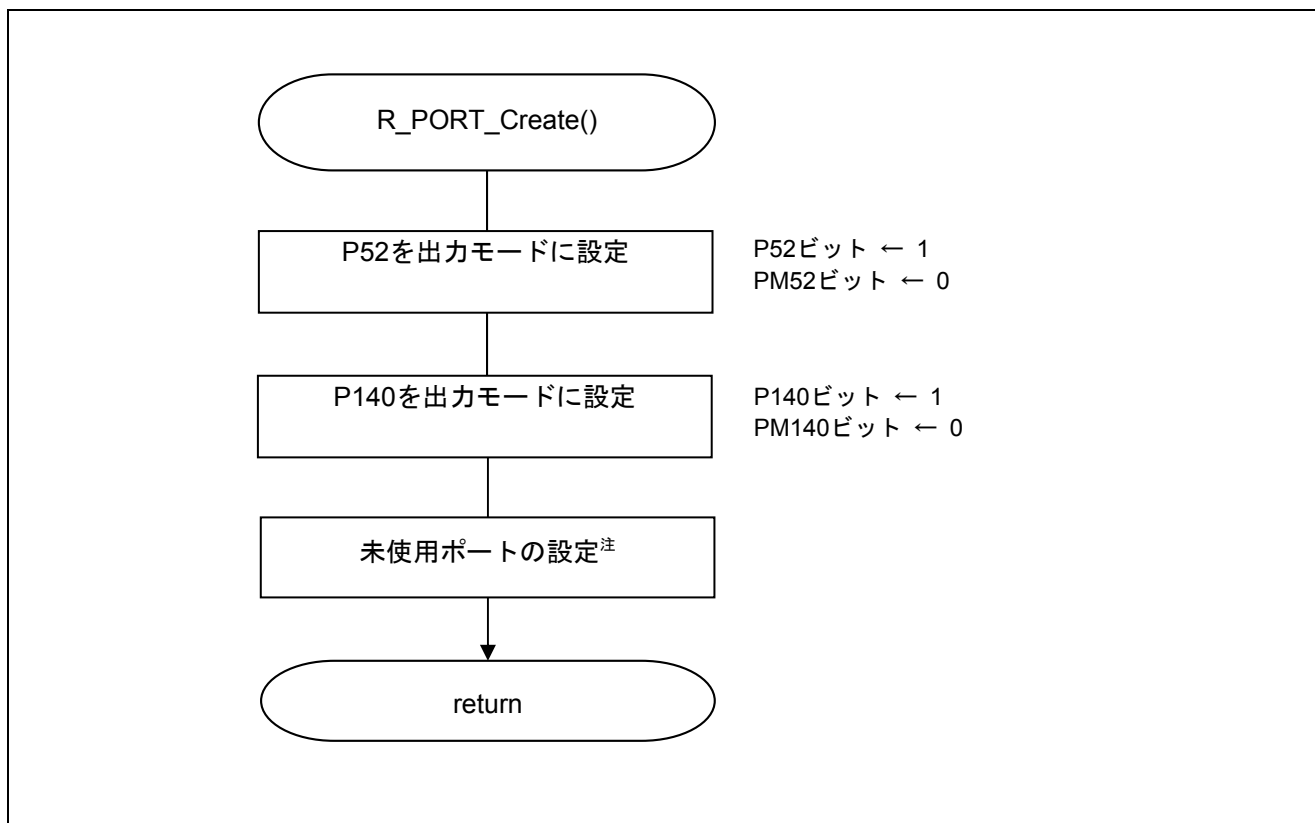 R_PORT_Create()
P52を出力モードに設定
P52ビット ← 1
PM52ビット ← 0
P140を出力モードに設定
P140ビット ← 1
PM140ビット ← 0
未使用ポートの設定注
return